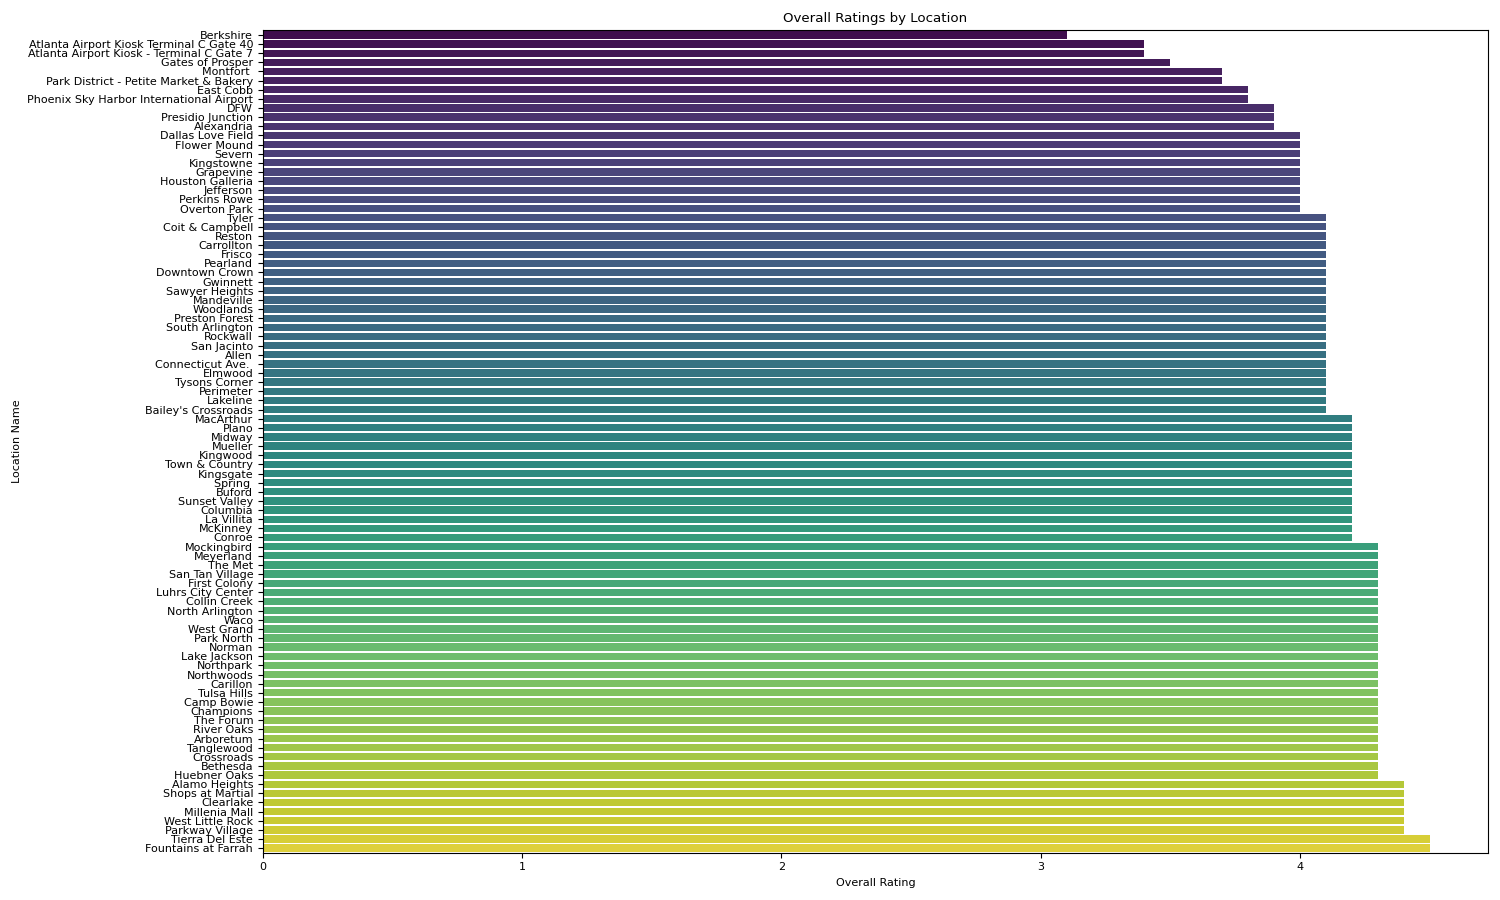 Overall Ratings by Location
Berkshire
Atlanta Airport Kiosk Terminal C Gate 40
Atlanta Airport Kiosk - Terminal C Gate 7
Gates of Prosper
Montfort
Park District - Petite Market & Bakery
East Cobb
Phoenix Sky Harbor International Airport
DFW
Presidio Junction
Alexandria
Dallas Love Field
Flower Mound
Severn
Kingstowne
Grapevine
Houston Galleria
Jefferson
Perkins Rowe
Overton Park
Tyler
Coit & Campbell
Reston
Carrollton
Frisco
Pearland
Downtown Crown
Gwinnett
Sawyer Heights
Mandeville
Woodlands
Preston Forest
South Arlington
Rockwall
San Jacinto
Allen
Connecticut Ave.
Elmwood
Tysons Corner
Perimeter
Lakeline
Bailey's Crossroads
MacArthur
Plano
Midway
Mueller
Kingwood
Town & Country
Kingsgate
Spring
Buford
Sunset Valley
Columbia
La Villita
McKinney
Conroe
Mockingbird
Meyerland
The Met
San Tan Village
First Colony
Luhrs City Center
Collin Creek
North Arlington
Waco
West Grand
Park North
Norman
Lake Jackson
Northpark
Northwoods
Carillon
Tulsa Hills
Camp Bowie
Champions
The Forum
River Oaks
Arboretum
Tanglewood
Crossroads
Bethesda
Huebner Oaks
Alamo Heights
Shops at Martial
Clearlake
Millenia Mall
West Little Rock
Parkway Village
Tierra Del Este
Fountains at Farrah
Location Name
0 1 2 3 4
Overall Rating